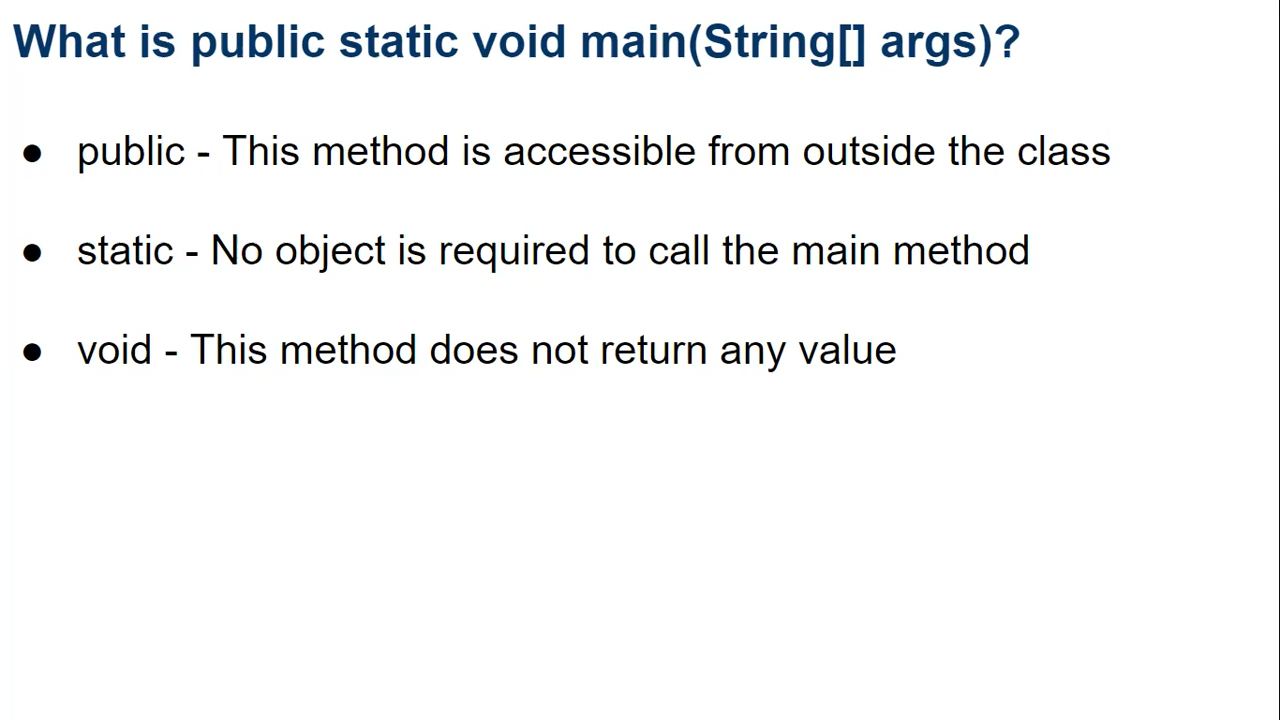 What is public static void main(String[] args)?
● public - This method is accessible from outside the class
● static - No object is required to call the main method
● void - This method does not return any value